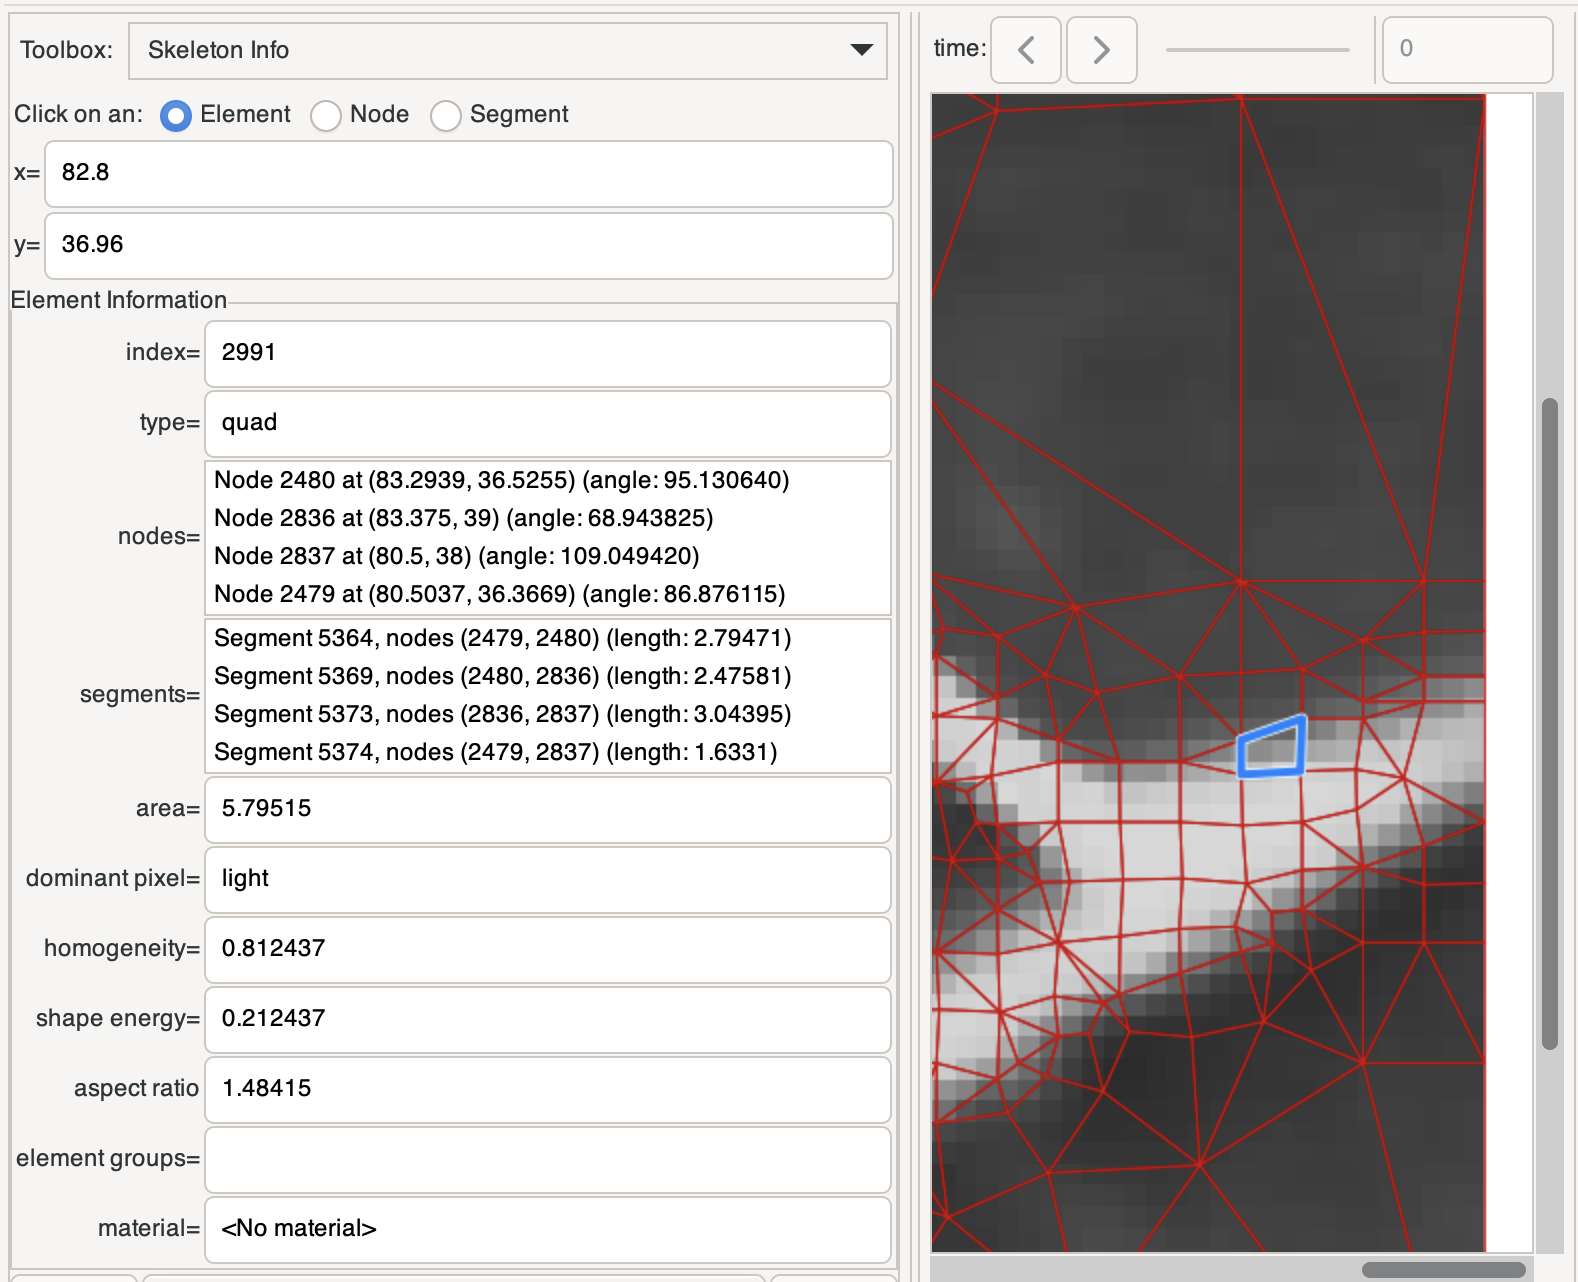 Toolbox: Skeleton Info
Click on an: Element Node Segment
x= 82.8
y= 36.96
Element Information
index= 2991
type= quad
nodes=
Node 2480 at (83.2939, 36.5255) (angle: 95.130640)
Node 2836 at (83.375, 39) (angle: 68.943825)
Node 2837 at (80.5, 38) (angle: 109.049420)
Node 2479 at (80.5037, 36.3669) (angle: 86.876115)
segments=
Segment 5364, nodes (2479, 2480) (length: 2.79471)
Segment 5369, nodes (2480, 2836) (length: 2.47581)
Segment 5373, nodes (2836, 2837) (length: 3.04395)
Segment 5374, nodes (2479, 2837) (length: 1.6331)
area= 5.79515
dominant pixel= light
homogeneity= 0.812437
shape energy= 0.212437
aspect ratio 1.48415
element groups=
material= <No material>
time: 0